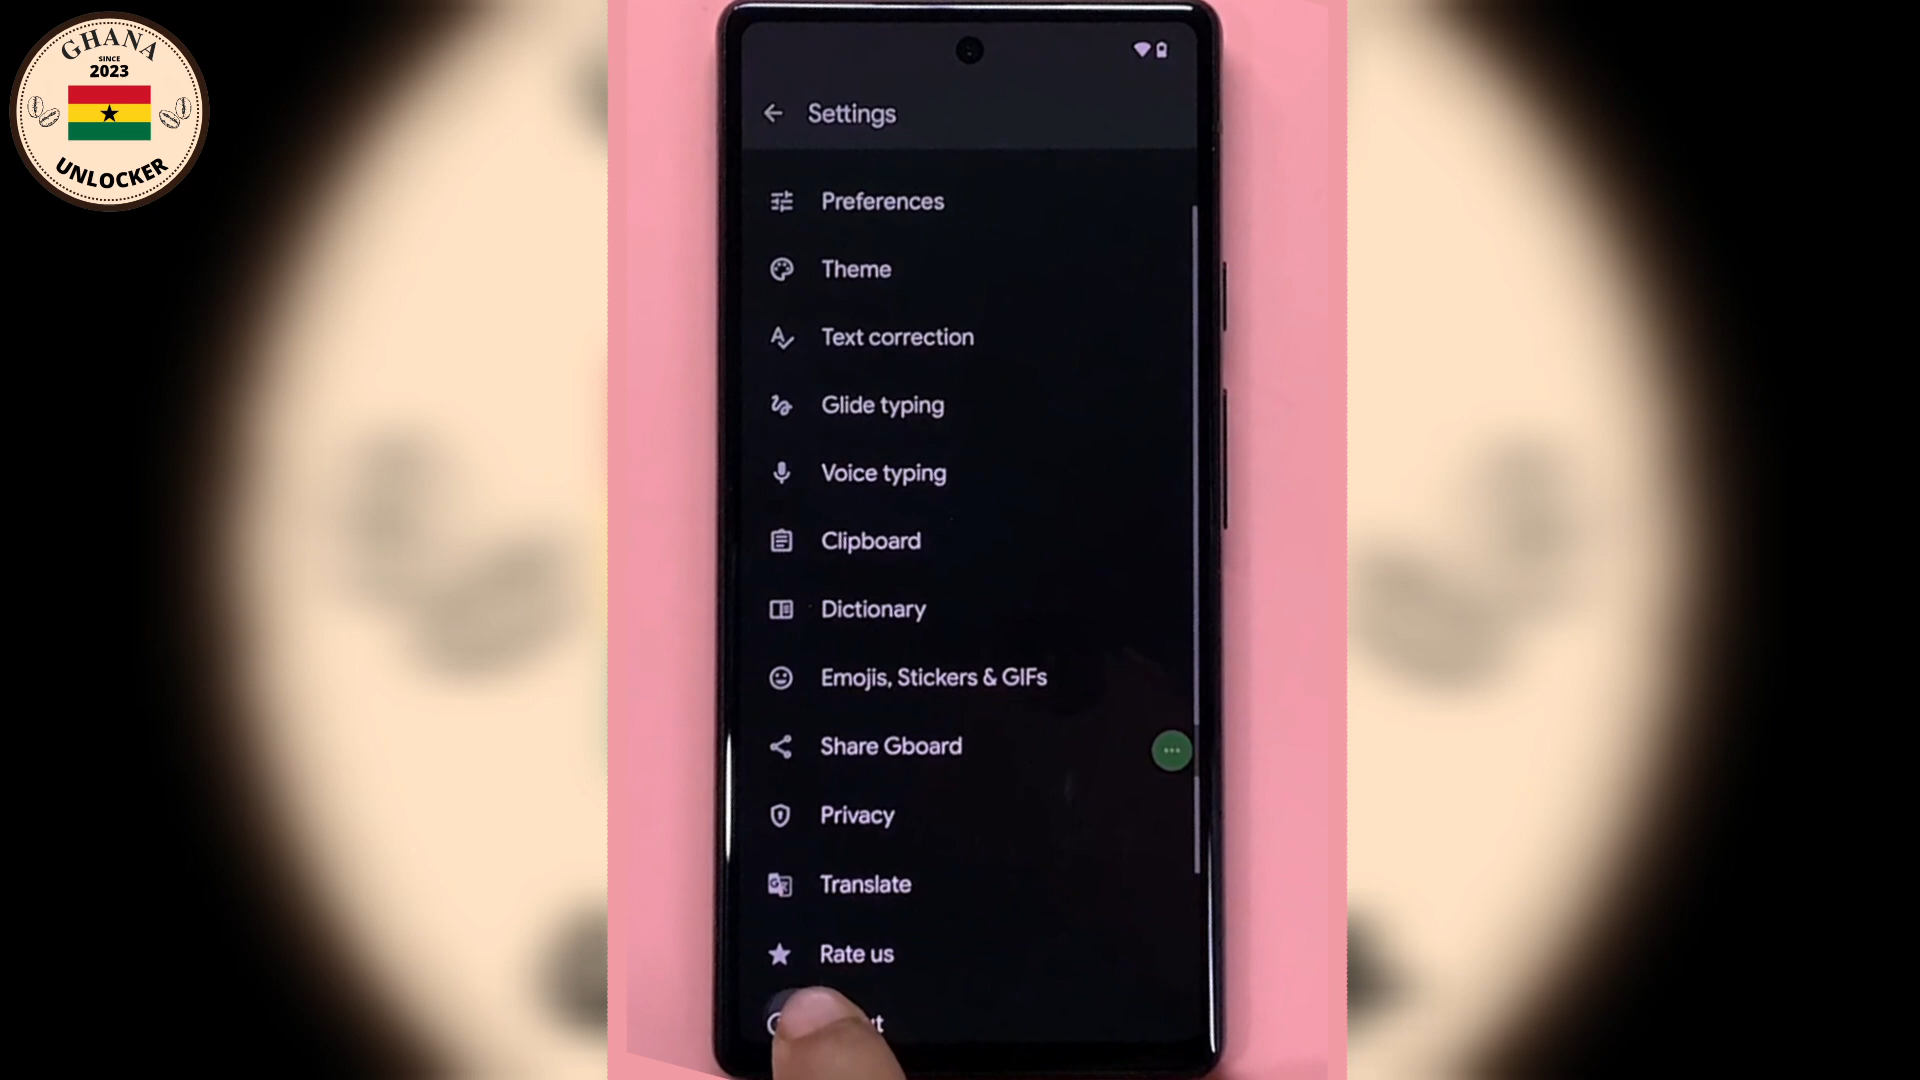 GHANA
SINCE
2023
UNLOCKER
Settings
Preferences
Theme
Text correction
Glide typing
Voice typing
Clipboard
Dictionary
Emojis, Stickers & GIFs
Share Gboard
Privacy
Translate
Rate us